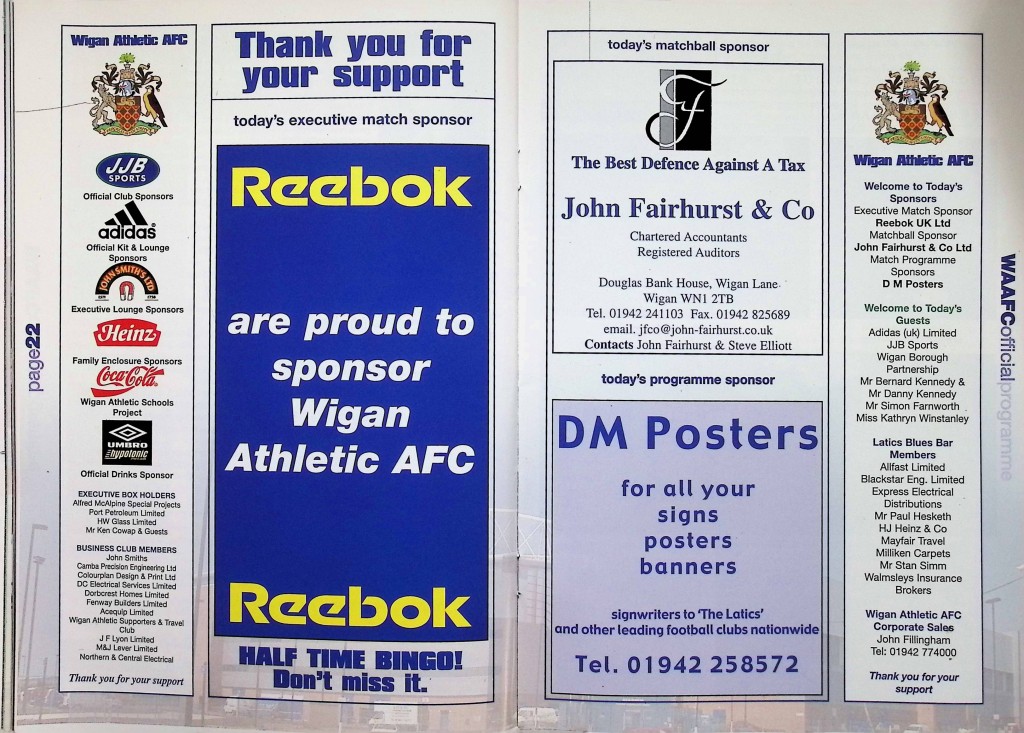 page22
Wigan Athletic AFC
JJB
SPORTS
Official Club Sponsors
adidas
Official Kit & Lounge
Sponsors
JOHN SMITH'S LTD
Executive Lounge Sponsors
Heinz
Family Enclosure Sponsors
Coca-Cola
Wigan Athletic Schools
Project
UMBRO
hypotonic
Official Drinks Sponsor
EXECUTIVE BOX HOLDERS
Alfred McAlpine Special Projects
Port Petroleum Limited
HW Glass Limited
Mr Ken Cowap & Guests
BUSINESS CLUB MEMBERS
John Smiths
Camba Precision Engineering Ltd
Colourplan Design & Print Ltd
DC Electrical Services Limited
Dorbcrest Homes Limited
Fenway Builders Limited
Acequip Limited
Wigan Athletic Supporters & Travel
Club
J F Lyon Limited
M&J Lever Limited
Northern & Central Electrical
Thank you for your support
Thank you for
your support
today's executive match sponsor
Reebok
are proud to
sponsor
Wigan
Athletic AFC
Reebok
HALF TIME BINGO!
Don't miss it.
today's matchball sponsor
The Best Defence Against A Tax
John Fairhurst & Co
Chartered Accountants
Registered Auditors
Douglas Bank House, Wigan Lane
Wigan WN1 2TB
Tel. 01942 241103 Fax. 01942 825689
email. jfco@john-fairhurst.co.uk
Contacts John Fairhurst & Steve Elliott
today's programme sponsor
DM Posters
for all your
signs
posters
banners
signwriters to 'The Latics'
and other leading football clubs nationwide
Tel. 01942 258572
Wigan Athletic AFC
Welcome to Today's
Sponsors
Executive Match Sponsor
Reebok UK Ltd
Matchball Sponsor
John Fairhurst & Co Ltd
Match Programme
Sponsors
D M Posters
Welcome to Today's
Guests
Adidas (uk) Limited
JJB Sports
Wigan Borough
Partnership
Mr Bernard Kennedy &
Mr Danny Kennedy
Mr Simon Farnworth
Miss Kathryn Winstanley
Latics Blues Bar
Members
Allfast Limited
Blackstar Eng. Limited
Express Electrical
Distributions
Mr Paul Hesketh
HJ Heinz & Co
Mayfair Travel
Milliken Carpets
Mr Stan Simm
Walmsleys Insurance
Brokers
Wigan Athletic AFC
Corporate Sales
John Fillingham
Tel: 01942 774000
Thank you for your
support
WAAFCofficialprogramme